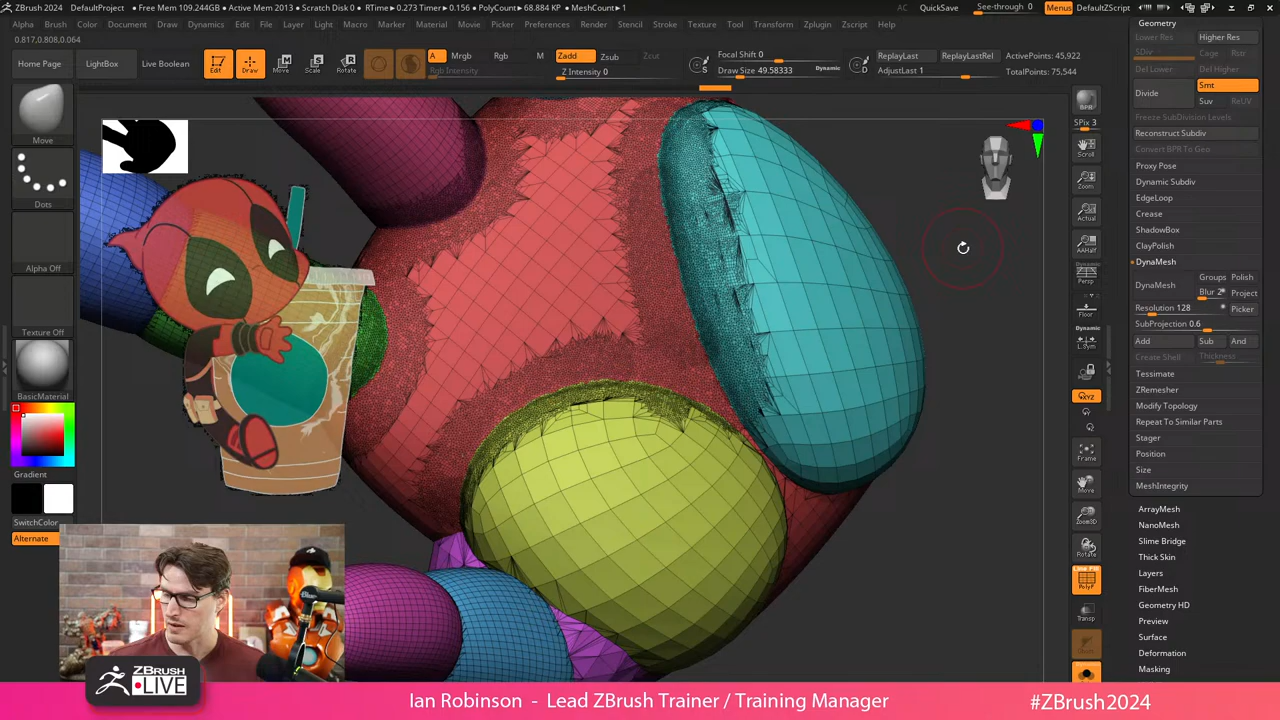 ZBrush 2024 DefaultProject • Free Mem 109.244GB • Active Mem 2013 • Scratch Disk 0 • RTime▸0.273 Timer▸0.156 • PolyCount▸68.884 KP • MeshCount▸1
AC QuickSave See-through 0 Menus DefaultZScript
Alpha Brush Color Document Draw Dynamics Edit File Layer Light Macro Marker Material Movie Picker Preferences Render Stencil Stroke Texture Tool Transform Zplugin Zscript Help
0.817,0.808,0.064
Home Page LightBox Live Boolean Edit Draw Move Scale Rotate
A Mrgb Rgb M
Rgb Intensity
Zadd Zsub Zcut
Z Intensity 0
S
Focal Shift 0
Draw Size 49.58333 Dynamic
D
ReplayLast ReplayLastRel
AdjustLast 1
ActivePoints: 45,922
TotalPoints: 75,544
Move
Dots
Alpha Off
Texture Off
BasicMaterial
Gradient
SwitchColor
Alternate
BPR
SPix 3
Scroll
Zoom
Actual
AAHalf
Persp
Floor
Dynamic
L.Sym
XYZ
Frame
Move
Zoom3D
Rotate
Line Fill
PolyF
Transp
Geometry
Lower Res Higher Res
SDiv Cage Rstr
Del Lower Del Higher
Divide Smt
Suv ReUV
Freeze SubDivision Levels
Reconstruct Subdiv
Convert BPR To Geo
Proxy Pose
Dynamic Subdiv
EdgeLoop
Crease
ShadowBox
ClayPolish
DynaMesh
DynaMesh Groups Polish
Blur 2 Project
Resolution 128 Picker
SubProjection 0.6
Add Sub And
Create Shell Thickness
Tessimate
ZRemesher
Modify Topology
Repeat To Similar Parts
Stager
Position
Size
MeshIntegrity
ArrayMesh
NanoMesh
Slime Bridge
Thick Skin
Layers
FiberMesh
Geometry HD
Preview
Surface
Deformation
Masking
ZBRUSH
LIVE
Ian Robinson - Lead ZBrush Trainer / Training Manager
#ZBrush2024